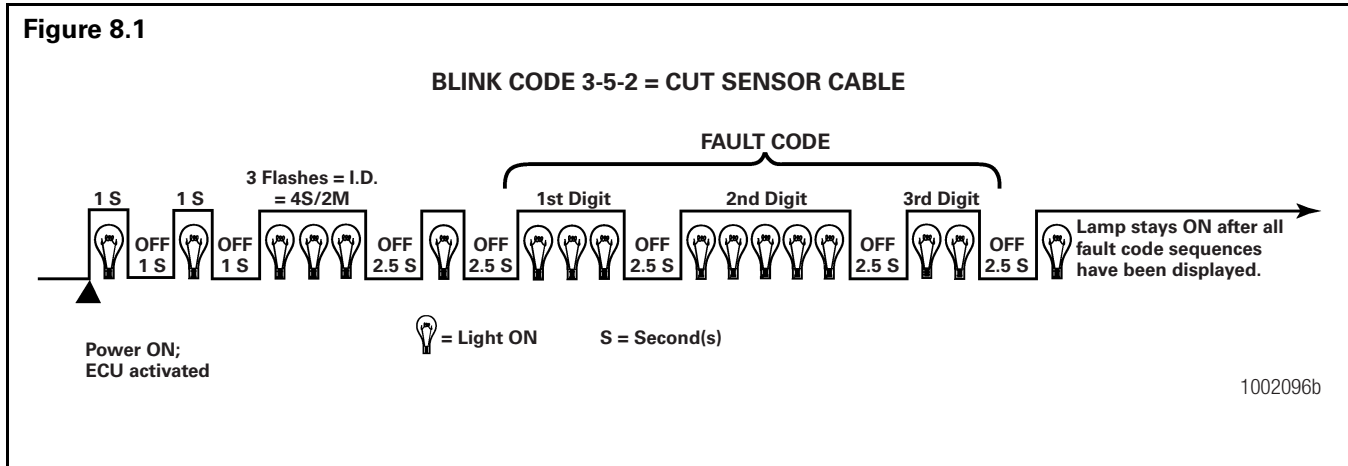 Figure 8.1
BLINK CODE 3-5-2 = CUT SENSOR CABLE
FAULT CODE
3 Flashes = I.D.
= 4S/2M
1 S
1 S
1st Digit
2nd Digit
3rd Digit
OFF
1 S
OFF
1 S
OFF
2.5 S
OFF
2.5 S
OFF
2.5 S
OFF
2.5 S
OFF
2.5 S
Lamp stays ON after all
fault code sequences
have been displayed.
Power ON;
ECU activated
= Light ON
S = Second(s)
1002096b